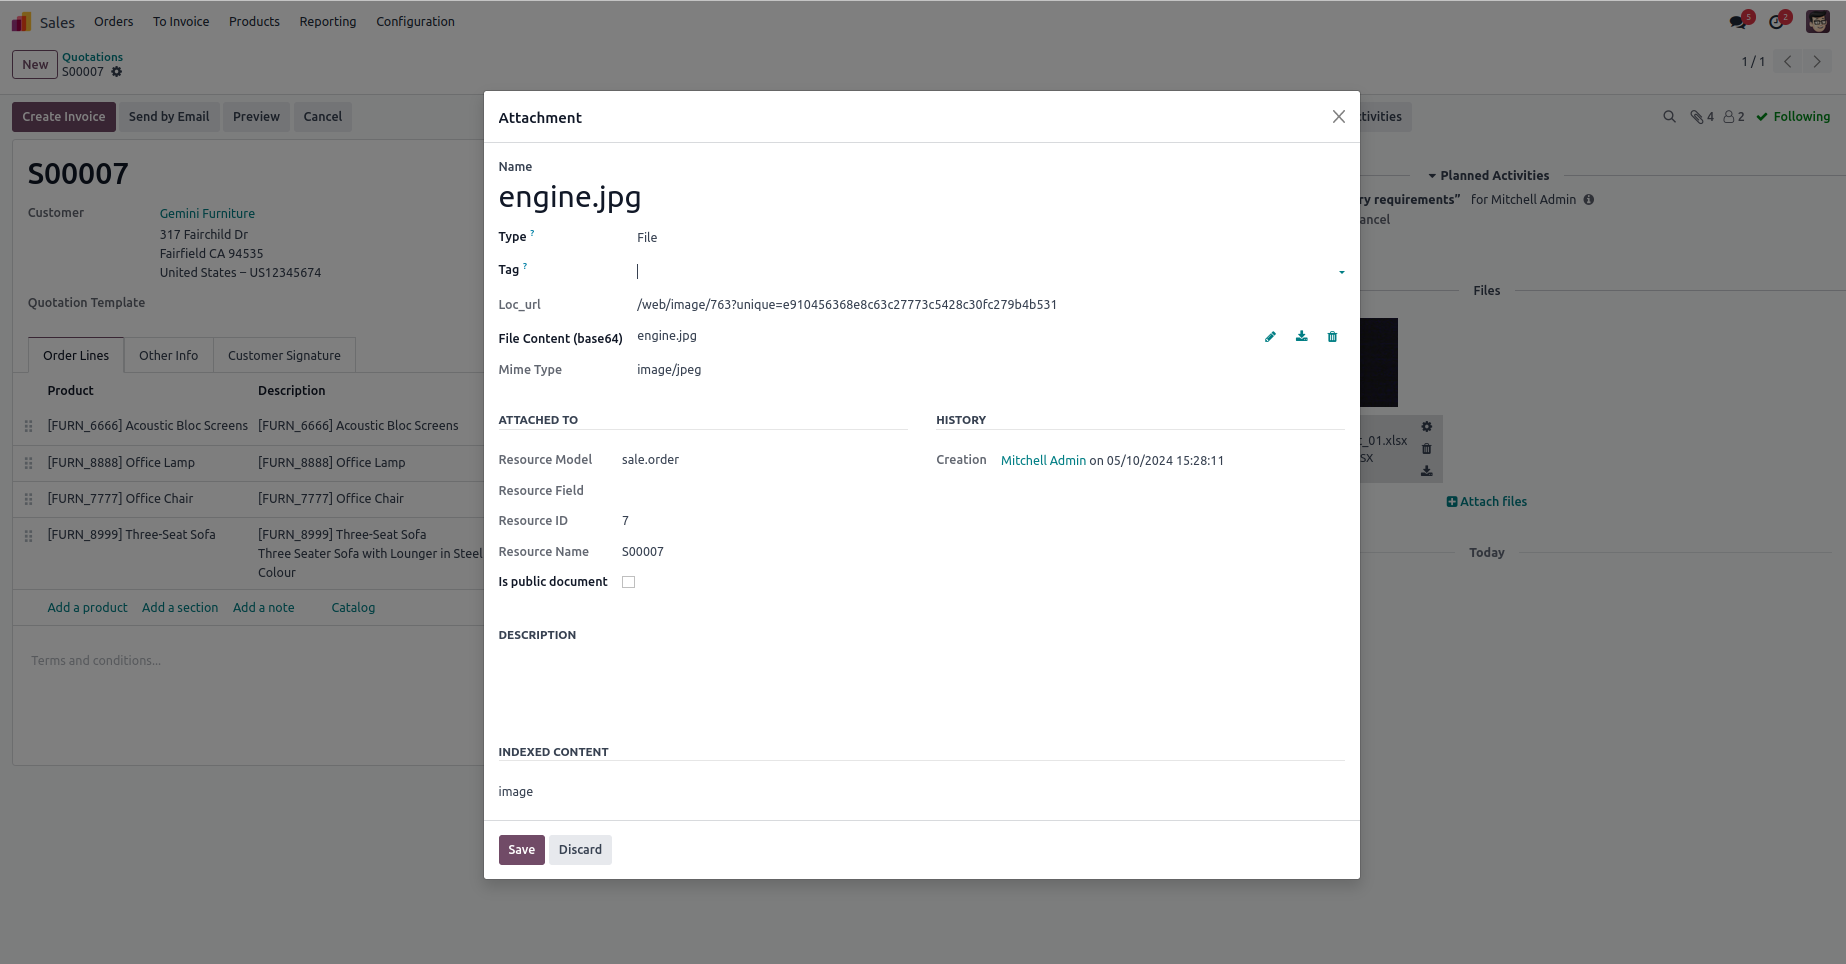 Sales Orders To Invoice Products Reporting Configuration 5 2
New Quotations
S00007
1 / 1
Create Invoice Send by Email Preview Cancel
4 2 Following
S00007
Customer Gemini Furniture
317 Fairchild Dr
Fairfield CA 94535
United States – US12345674
Quotation Template
Order Lines Other Info Customer Signature
Product Description
[FURN_6666] Acoustic Bloc Screens [FURN_6666] Acoustic Bloc Screens
[FURN_8888] Office Lamp [FURN_8888] Office Lamp
[FURN_7777] Office Chair [FURN_7777] Office Chair
[FURN_8999] Three-Seat Sofa [FURN_8999] Three-Seat Sofa
Three Seater Sofa with Lounger in Steel
Colour
Add a product Add a section Add a note Catalog
Terms and conditions...
Attachment
Name
engine.jpg
Type ? File
Tag ?
Loc_url /web/image/763?unique=e910456368e8c63c27773c5428c30fc279b4b531
File Content (base64) engine.jpg
Mime Type image/jpeg
ATTACHED TO
Resource Model sale.order
Resource Field
Resource ID 7
Resource Name S00007
Is public document
HISTORY
Creation Mitchell Admin on 05/10/2024 15:28:11
DESCRIPTION
INDEXED CONTENT
image
Save Discard
tivities
Planned Activities
ry requirements” for Mitchell Admin
ancel
Files
_01.xlsx
SX
Attach files
Today